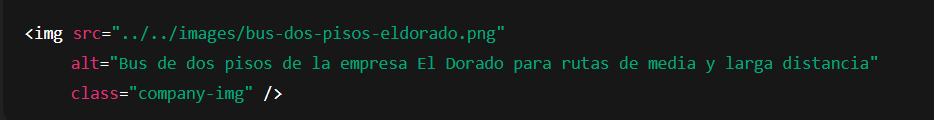 <img src="../../images/bus-dos-pisos-eldorado.png"
alt="Bus de dos pisos de la empresa El Dorado para rutas de media y larga distancia"
class="company-img" />